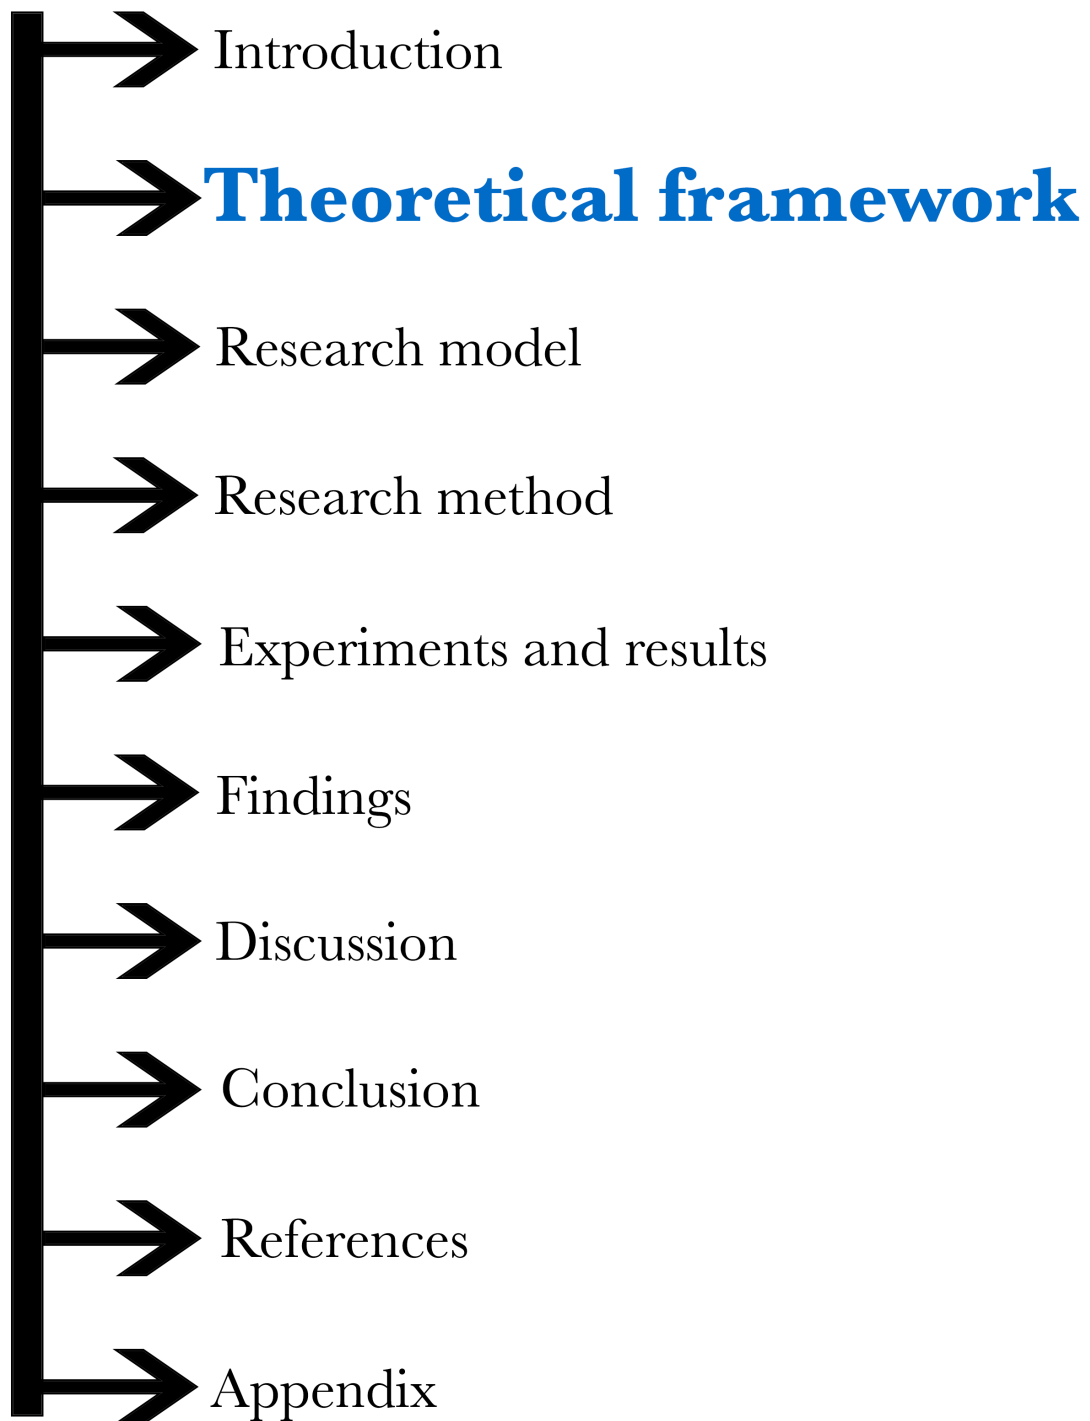 Introduction
Theoretical framework
Research model
Research method
Experiments and results
Findings
Discussion
Conclusion
References
Appendix